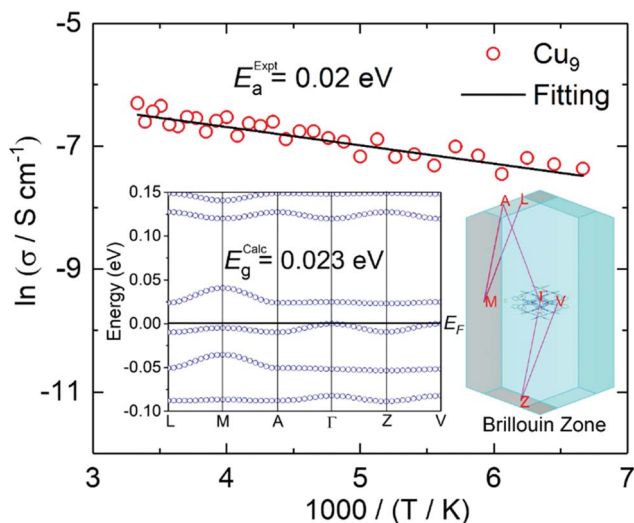 -5
-7
-9
-11
ln (σ / S cm⁻¹)
Eₐ^Expt = 0.02 eV
Cu₉
Fitting
0.15
0.10
0.05
0.00
-0.05
-0.10
Energy (eV)
E_g^Calc = 0.023 eV
E_F
L M A Γ Z V
A L
M Γ V
Z
Brillouin Zone
3 4 5 6 7
1000 / (T / K)